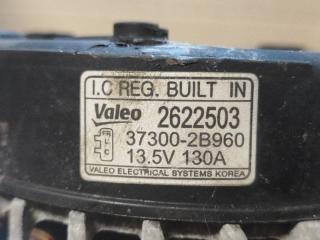 I.C REG. BUILT IN
Valeo 2622503
37300-2B960
13.5V 130A
VALEO ELECTRICAL SYSTEMS KOREA